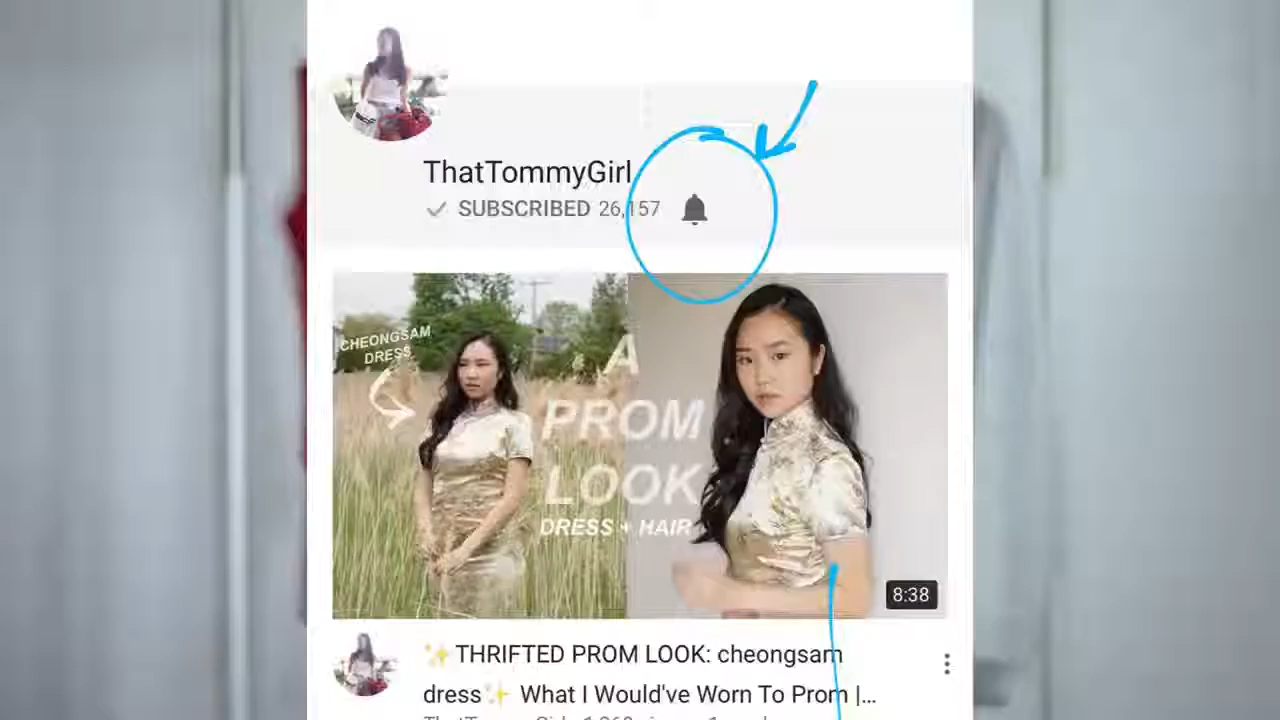 ThatTommyGirl
SUBSCRIBED 26,157
CHEONGSAM
DRESS
A
PROM
LOOK
DRESS + HAIR
8:38
✨THRIFTED PROM LOOK: cheongsam
dress✨ What I Would've Worn To Prom |...